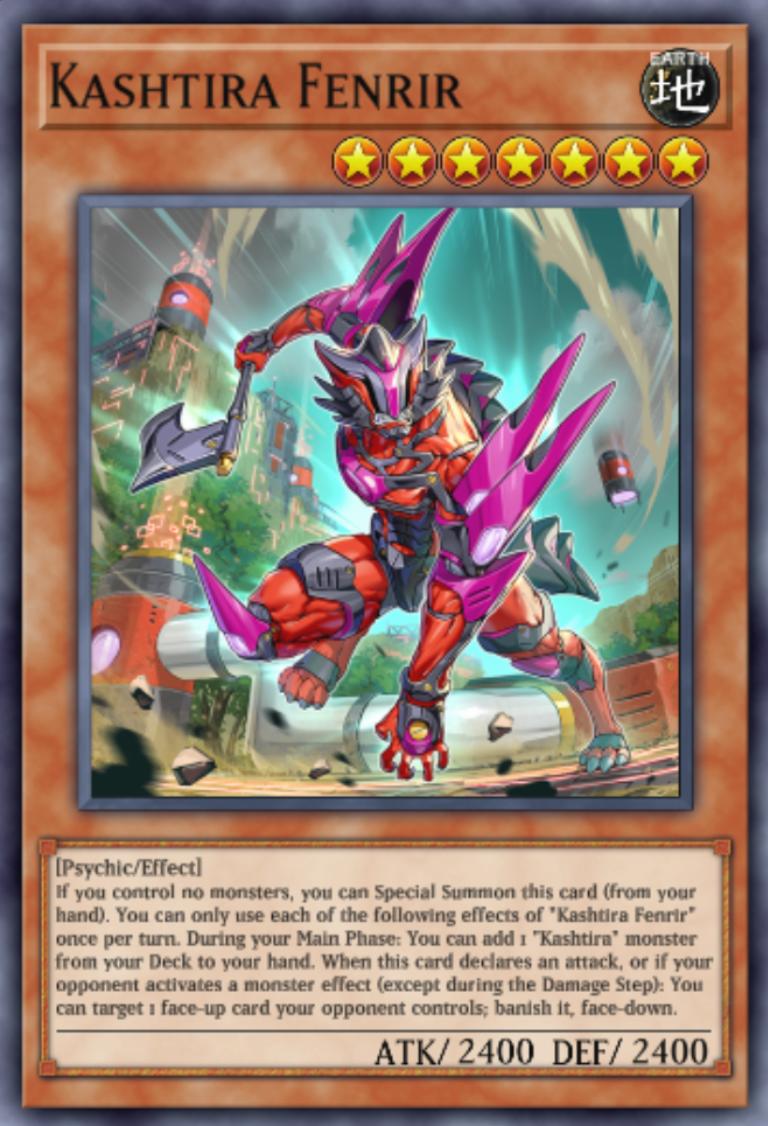 Kashtira Fenrir
EARTH
地
[Psychic/Effect]
If you control no monsters, you can Special Summon this card (from your
hand). You can only use each of the following effects of "Kashtira Fenrir"
once per turn. During your Main Phase: You can add 1 "Kashtira" monster
from your Deck to your hand. When this card declares an attack, or if your
opponent activates a monster effect (except during the Damage Step): You
can target 1 face-up card your opponent controls; banish it, face-down.
ATK/ 2400 DEF/ 2400